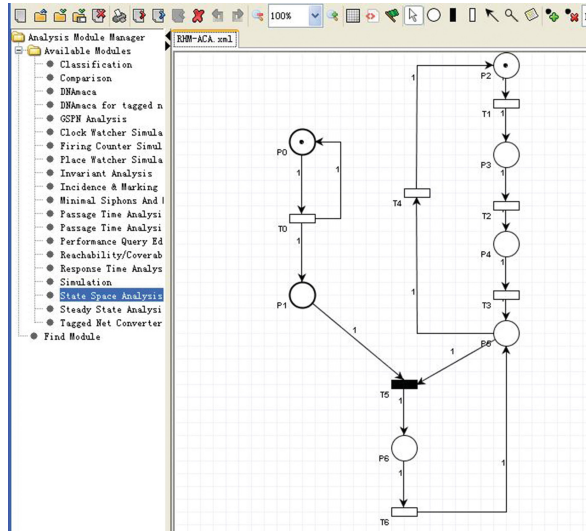 100%
Analysis Module Manager
Available Modules
Classification
Comparison
DNAmaca
DNAmaca for tagged n
GSPN Analysis
Clock Watcher Simula
Firing Counter Simul
Place Watcher Simula
Invariant Analysis
Incidence & Marking
Minimal Siphons And
Passage Time Analysi
Passage Time Analysi
Performance Query Ed
Reachability/Coverab
Response Time Analys
Simulation
State Space Analysis
Steady State Analysi
Tagged Net Converter
Find Module
RHM-ACA.xml
P2
1
1
T1
1
P3
1
P0
1
1
T4
T2
1
T0
1
P4
1
1
T3
P1
1
P5
1
T5
1
P6
1
1
T6